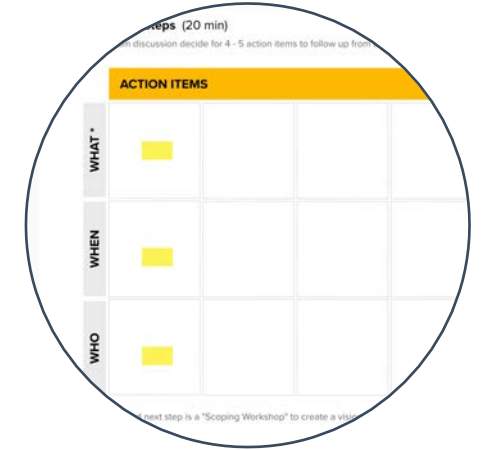 eps (20 min)
m discussion decide for 4 - 5 action items to follow up from
ACTION ITEMS
WHAT *
WHEN
WHO
next step is a "Scoping Workshop" to create a visio